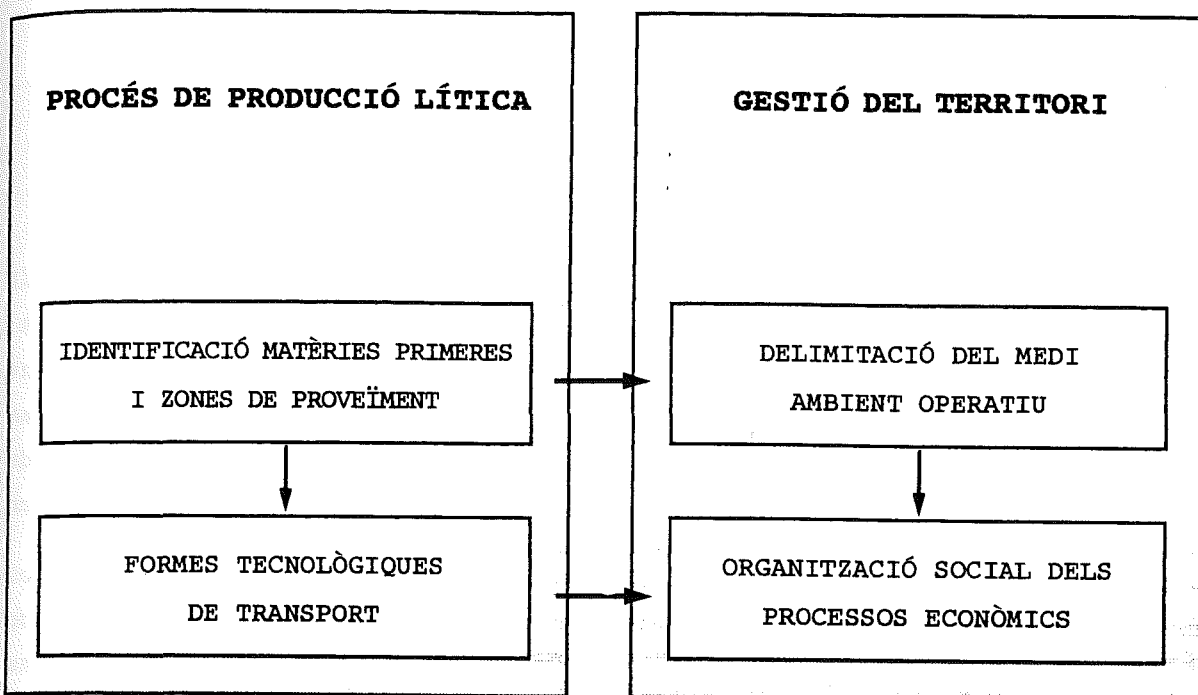 PROCÉS DE PRODUCCIÓ LÍTICA
GESTIÓ DEL TERRITORI
IDENTIFICACIÓ MATÈRIES PRIMERES
I ZONES DE PROVEÏMENT
DELIMITACIÓ DEL MEDI
AMBIENT OPERATIU
FORMES TECNOLÒGIQUES
DE TRANSPORT
ORGANITZACIÓ SOCIAL DELS
PROCESSOS ECONÒMICS